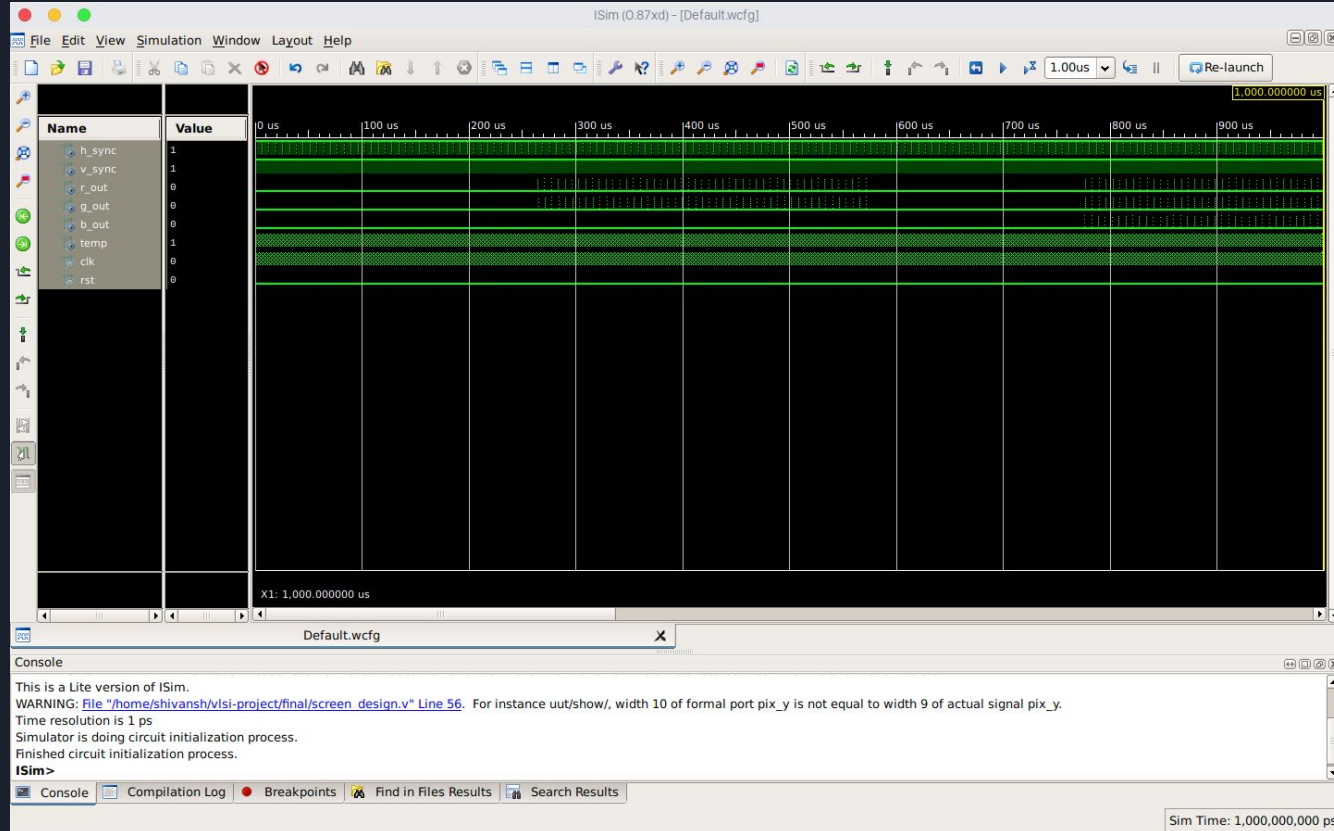 ISim (0.87xd) - [Default.wcfg]
File Edit View Simulation Window Layout Help
1.00us Re-launch
1,000.000000 us
Name Value 0 us 100 us 200 us 300 us 400 us 500 us 600 us 700 us 800 us 900 us
h_sync 1
v_sync 1
r_out 0
g_out 0
b_out 0
temp 1
clk 0
rst 0
X1: 1,000.000000 us
Default.wcfg
Console
This is a Lite version of ISim.
WARNING: File "/home/shivansh/vlsi-project/final/screen_design.v" Line 56. For instance uut/show/, width 10 of formal port pix_y is not equal to width 9 of actual signal pix_y.
Time resolution is 1 ps
Simulator is doing circuit initialization process.
Finished circuit initialization process.
ISim>
Console Compilation Log Breakpoints Find in Files Results Search Results
Sim Time: 1,000,000,000 ps